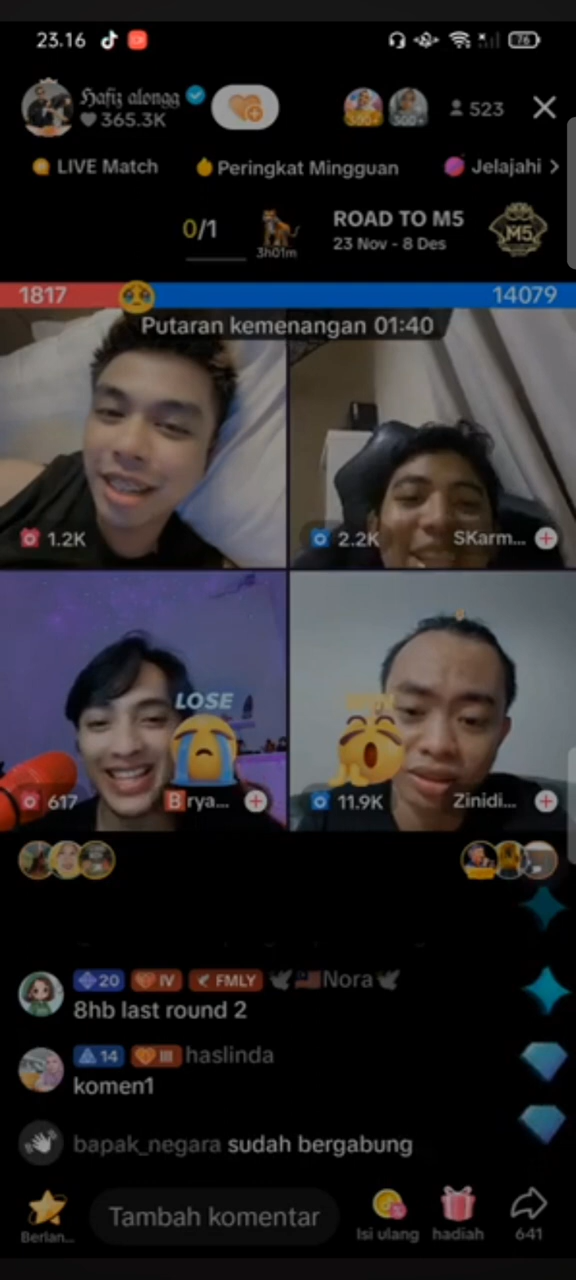 23.16
76
Hafiz alongg
365.3K
523
LIVE Match
Peringkat Mingguan
Jelajahi >
0/1
3h01m
ROAD TO M5
23 Nov - 8 Des
M5
1817
14079
Putaran kemenangan 01:40
1.2K
2.2K
SKarm...
LOSE
617
Brya...
11.9K
Zinidi...
20 IV FMLY Nora
8hb last round 2
14 III haslinda
komen1
bapak_negara sudah bergabung
Berlan...
Tambah komentar
Isi ulang
hadiah
641